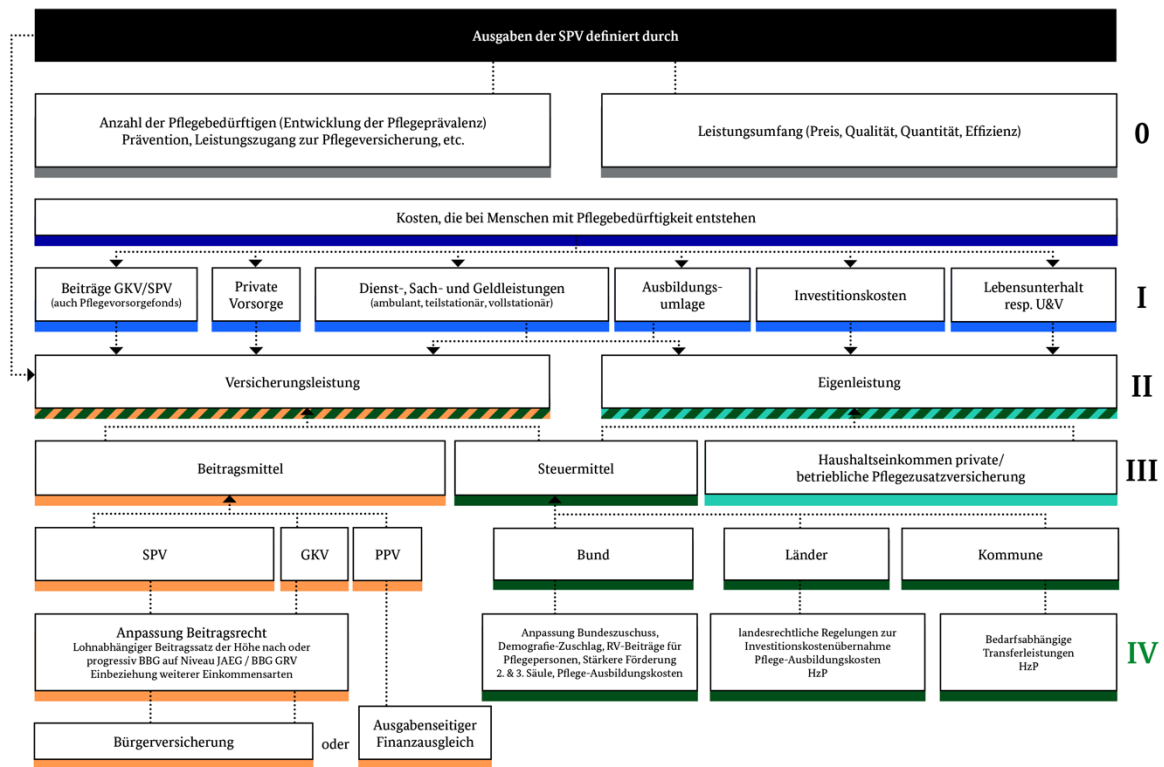 Ausgaben der SPV definiert durch
Anzahl der Pflegebedürftigen (Entwicklung der Pflegeprävalenz)
Prävention, Leistungszugang zur Pflegeversicherung, etc.
Leistungsumfang (Preis, Qualität, Quantität, Effizienz)
0
Kosten, die bei Menschen mit Pflegebedürftigkeit entstehen
Beiträge GKV/SPV
(auch Pflegevorsorgefonds)
Private
Vorsorge
Dienst-, Sach- und Geldleistungen
(ambulant, teilstationär, vollstationär)
Ausbildungs-
umlage
Investitionskosten
Lebensunterhalt
resp. U&V
I
Versicherungsleistung
Eigenleistung
II
Beitragsmittel
Steuermittel
Haushaltseinkommen private/
betriebliche Pflegezusatzversicherung
III
SPV
GKV
PPV
Bund
Länder
Kommune
Anpassung Beitragsrecht
Lohnabhängiger Beitragssatz der Höhe nach oder
progressiv BBG auf Niveau JAEG / BBG GRV
Einbeziehung weiterer Einkommensarten
Anpassung Bundeszuschuss,
Demografie-Zuschlag, RV-Beiträge für
Pflegepersonen, Stärkere Förderung
2. & 3. Säule, Pflege-Ausbildungskosten
landesrechtliche Regelungen zur
Investitionskostenübernahme
Pflege-Ausbildungskosten
HzP
Bedarfsabhängige
Transferleistungen
HzP
IV
Bürgerversicherung
oder
Ausgabenseitiger
Finanzausgleich